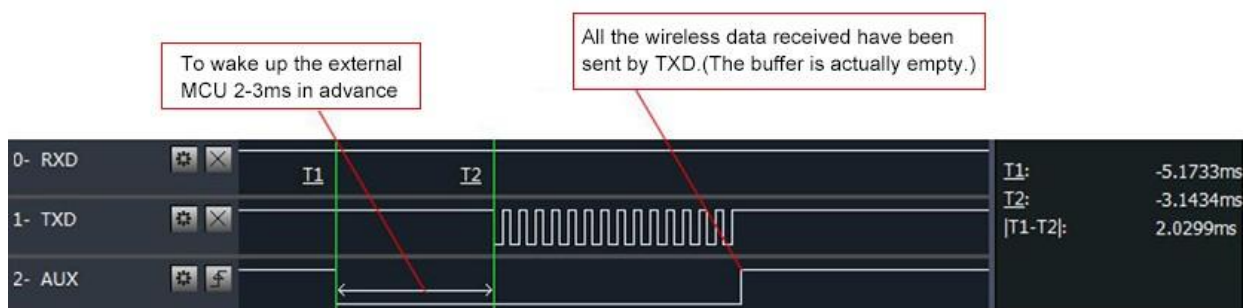 To wake up the external
MCU 2-3ms in advance
All the wireless data received have been
sent by TXD.(The buffer is actually empty.)
0- RXD
T1
T2
1- TXD
2- AUX
T1: -5.1733ms
T2: -3.1434ms
|T1-T2|: 2.0299ms